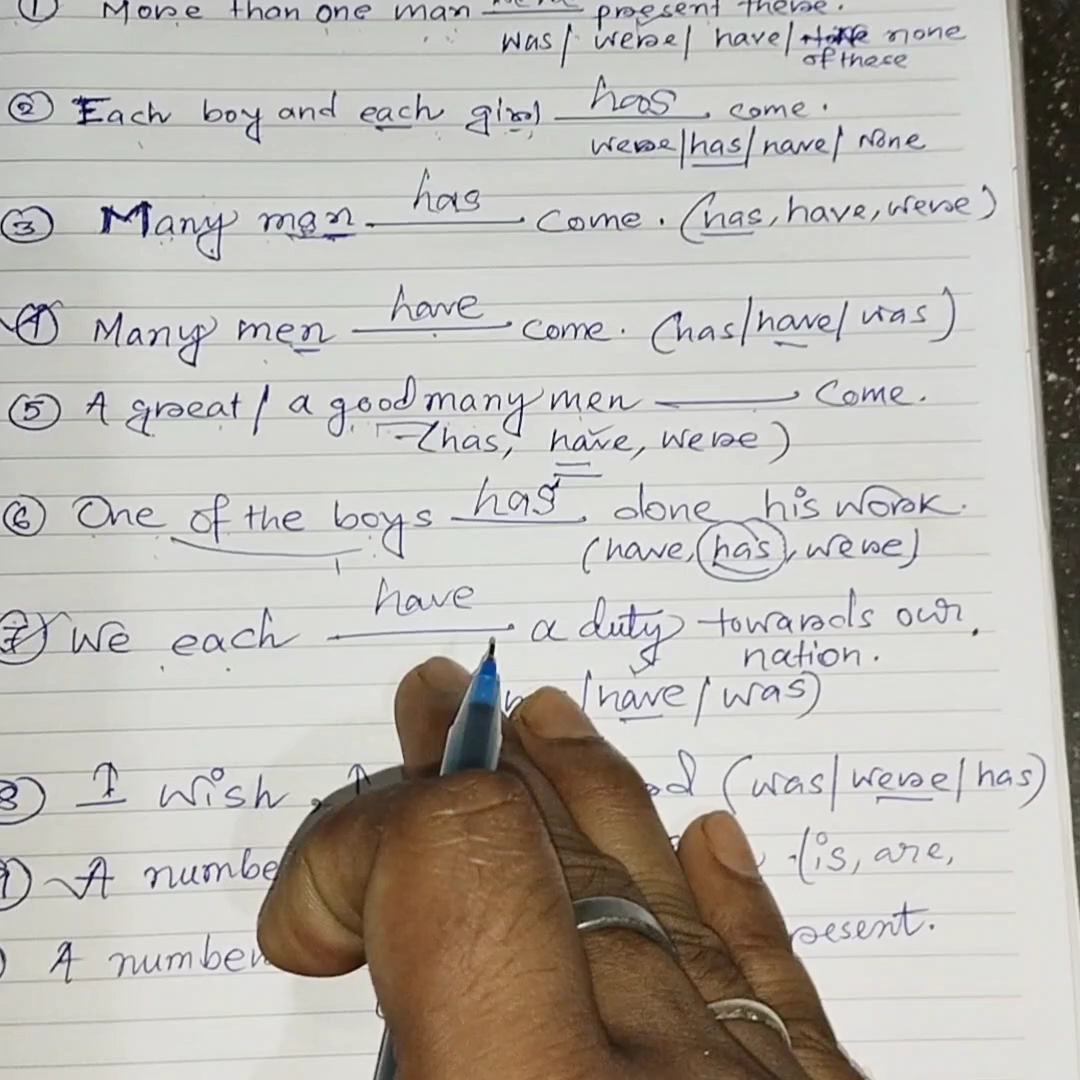 ① More than one man present there.
was/ were/ have/ none
of these
② Each boy and each girl has come.
were/has/have/ None
③ Many man has come. (has, have, were)
④ Many men have come. (has/have/ was)
⑤ A great / a good many men ___ come.
(has, have, were)
⑥ One of the boys has done his work.
(have, has, were)
⑦ We each have a duty towards our
nation.
/have/ was)
8) I wish (was/were/has)
A numbe (is, are,
A number esent.